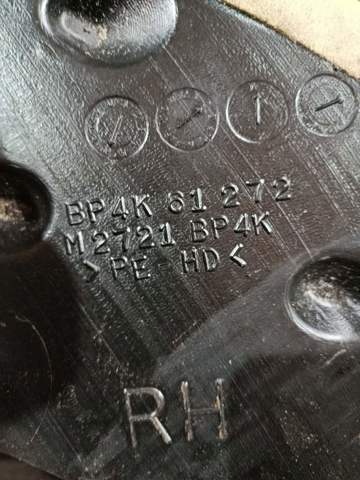 BP4K 61 272
M2721 BP4K
>PE-HD<
RH